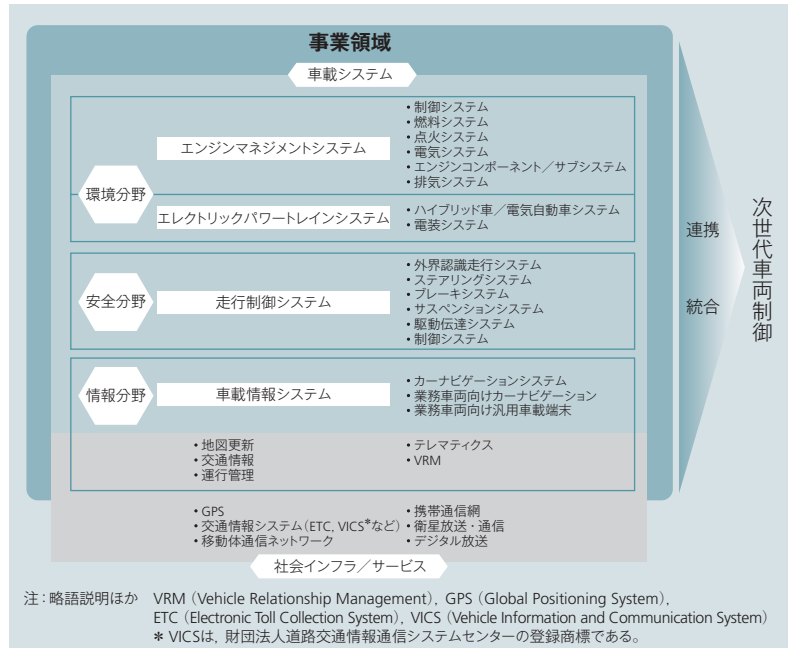 事業領域
車載システム
環境分野
エンジンマネジメントシステム
・制御システム
・燃料システム
・点火システム
・電気システム
・エンジンコンポーネント／サブシステム
・排気システム
エレクトリックパワートレインシステム
・ハイブリッド車／電気自動車システム
・電装システム
安全分野
走行制御システム
・外界認識走行システム
・ステアリングシステム
・ブレーキシステム
・サスペンションシステム
・駆動伝達システム
・制御システム
情報分野
車載情報システム
・カーナビゲーションシステム
・業務車両向けカーナビゲーション
・業務車両向け汎用車載端末
・地図更新
・交通情報
・運行管理
・テレマティクス
・VRM
・GPS
・交通情報システム（ETC, VICS*など）
・移動体通信ネットワーク
・携帯通信網
・衛星放送・通信
・デジタル放送
社会インフラ／サービス
連携
統合
次世代車両制御
注：略語説明ほか VRM（Vehicle Relationship Management），GPS（Global Positioning System），
ETC（Electronic Toll Collection System），VICS（Vehicle Information and Communication System）
* VICSは，財団法人道路交通情報通信システムセンターの登録商標である。